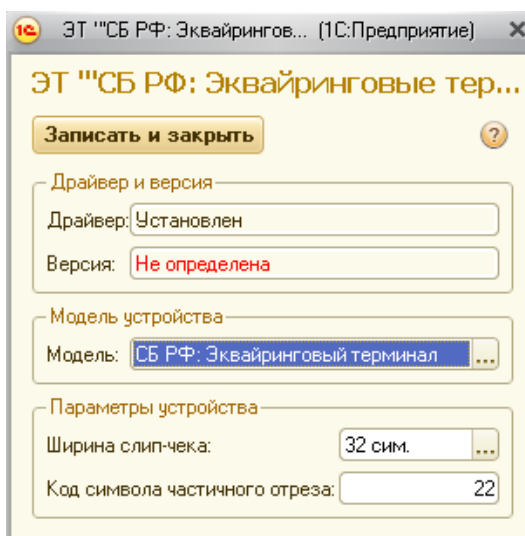 ЭТ '"СБ РФ: Эквайрингов... (1С:Предприятие)
ЭТ '"СБ РФ: Эквайринговые тер...
Записать и закрыть
?
Драйвер и версия
Драйвер: Установлен
Версия: Не определена
Модель устройства
Модель: СБ РФ: Эквайринговый терминал ...
Параметры устройства
Ширина слип-чека: 32 сим. ...
Код символа частичного отреза: 22